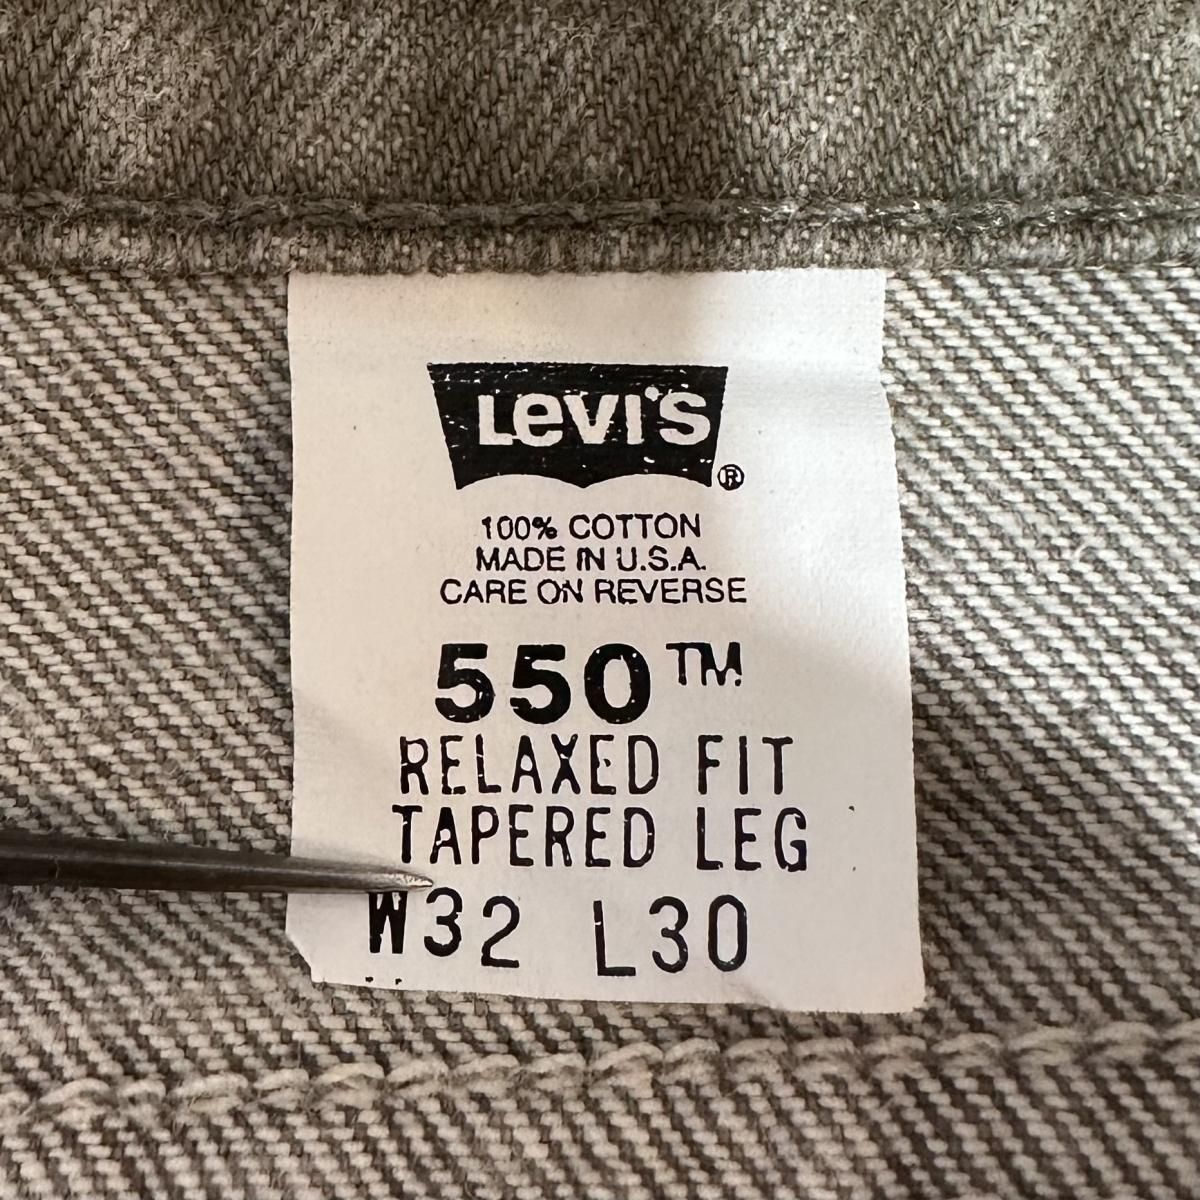 Levi's ®
100% COTTON
MADE IN U.S.A.
CARE ON REVERSE
550™
RELAXED FIT
TAPERED LEG
W32 L30